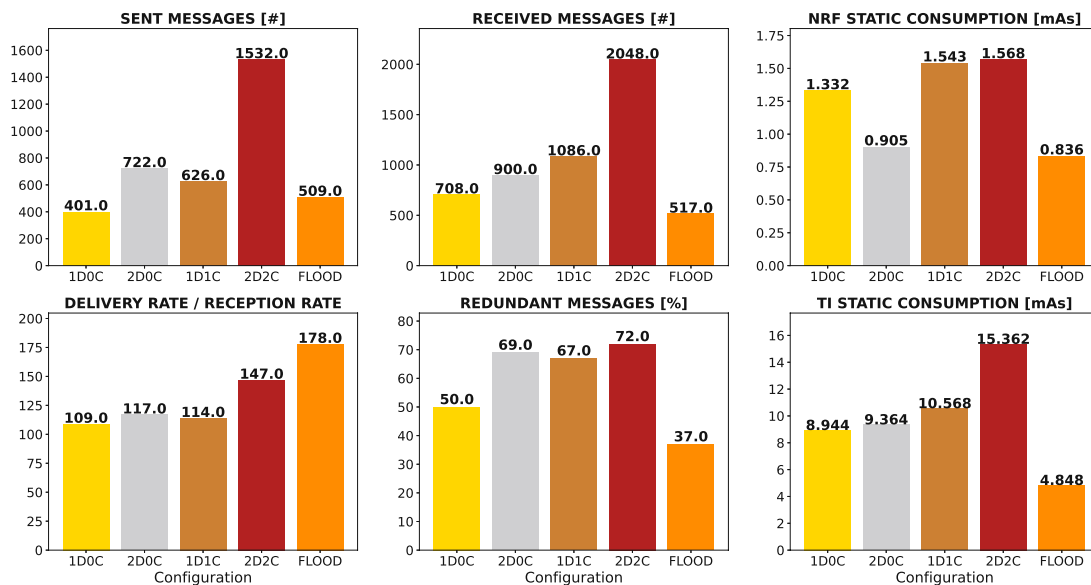 SENT MESSAGES [#]
1600
1400
1200
1000
800
600
400
200
0
401.0
722.0
626.0
1532.0
509.0
1D0C
2D0C
1D1C
2D2C
FLOOD
RECEIVED MESSAGES [#]
2000
1500
1000
500
0
708.0
900.0
1086.0
2048.0
517.0
1D0C
2D0C
1D1C
2D2C
FLOOD
NRF STATIC CONSUMPTION [mAs]
1.75
1.50
1.25
1.00
0.75
0.50
0.25
0.00
1.332
0.905
1.543
1.568
0.836
1D0C
2D0C
1D1C
2D2C
FLOOD
DELIVERY RATE / RECEPTION RATE
200
175
150
125
100
75
50
25
0
109.0
117.0
114.0
147.0
178.0
1D0C
2D0C
1D1C
2D2C
FLOOD
Configuration
REDUNDANT MESSAGES [%]
80
70
60
50
40
30
20
10
0
50.0
69.0
67.0
72.0
37.0
1D0C
2D0C
1D1C
2D2C
FLOOD
Configuration
TI STATIC CONSUMPTION [mAs]
16
14
12
10
8
6
4
2
0
8.944
9.364
10.568
15.362
4.848
1D0C
2D0C
1D1C
2D2C
FLOOD
Configuration